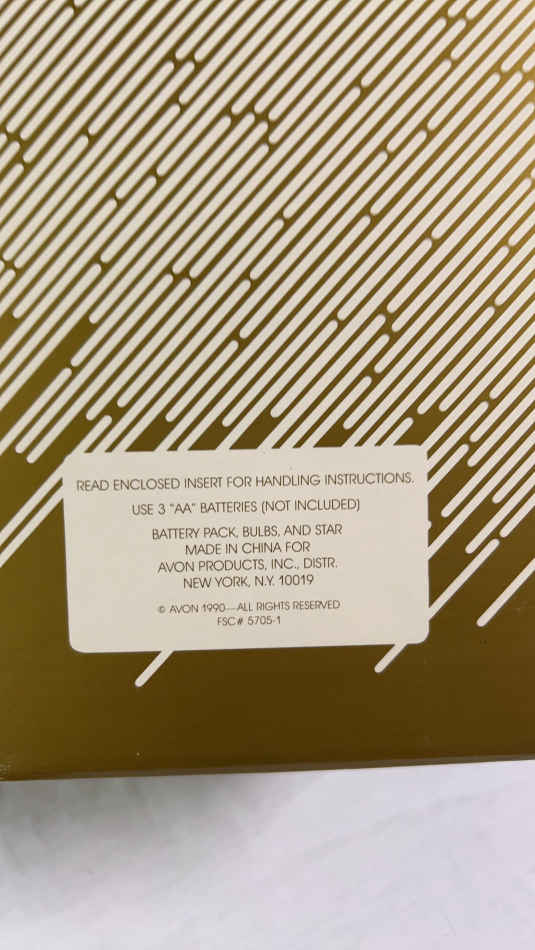 READ ENCLOSED INSERT FOR HANDLING INSTRUCTIONS.
USE 3 "AA" BATTERIES (NOT INCLUDED)
BATTERY PACK, BULBS, AND STAR
MADE IN CHINA FOR
AVON PRODUCTS, INC., DISTR.
NEW YORK, N.Y. 10019
© AVON 1990—ALL RIGHTS RESERVED
FSC# 5705-1